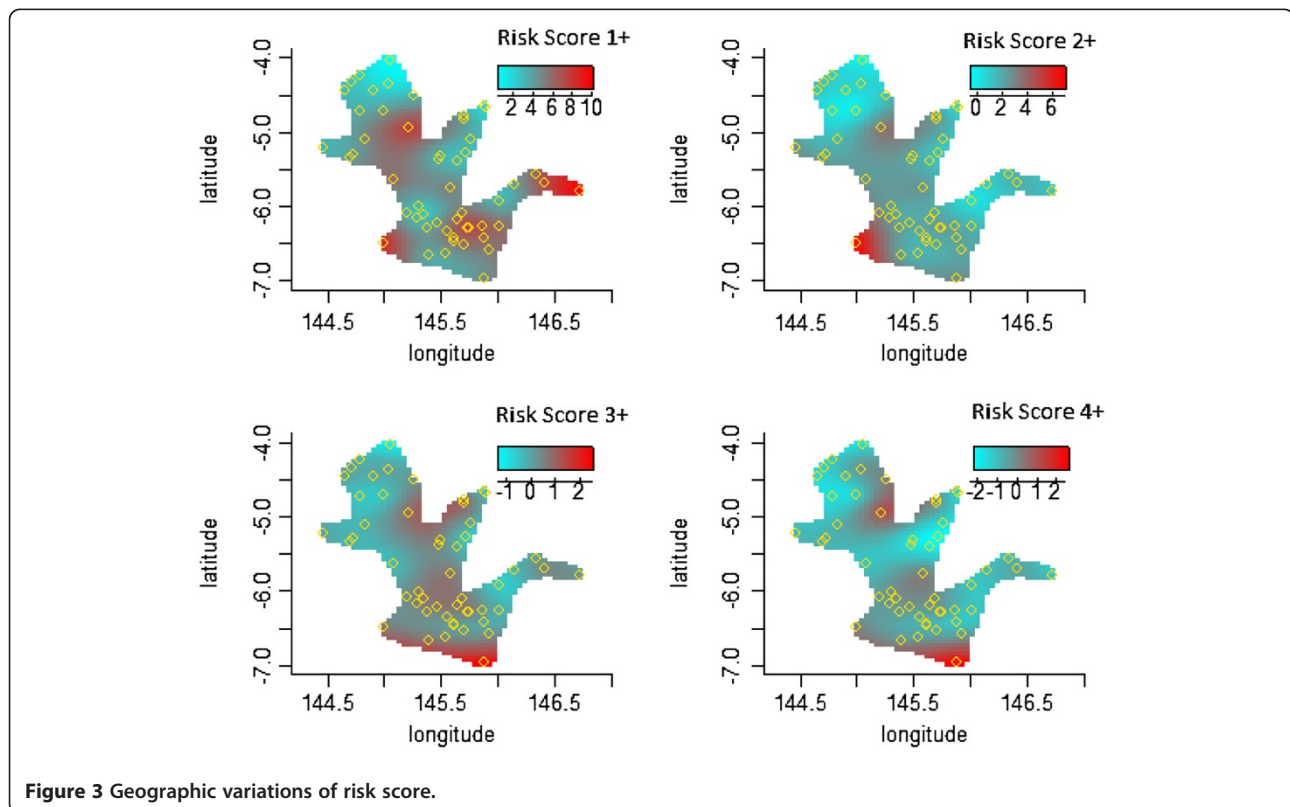 Risk Score 1+
2 4 6 8 10
latitude
-4.0
-5.0
-6.0
-7.0
144.5 145.5 146.5
longitude
Risk Score 2+
0 2 4 6
latitude
-4.0
-5.0
-6.0
-7.0
144.5 145.5 146.5
longitude
Risk Score 3+
-1 0 1 2
latitude
-4.0
-5.0
-6.0
-7.0
144.5 145.5 146.5
longitude
Risk Score 4+
-2 -1 0 1 2
latitude
-4.0
-5.0
-6.0
-7.0
144.5 145.5 146.5
longitude
Figure 3 Geographic variations of risk score.